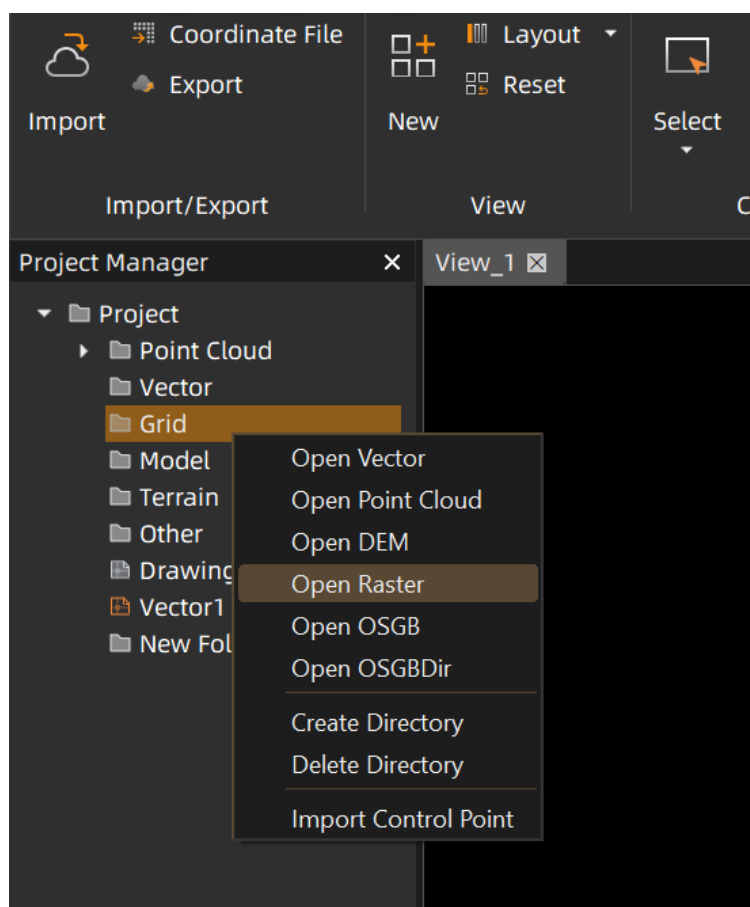 Coordinate File
Export
Import
Import/Export
Layout
Reset
New
View
Select
Project Manager
View_1
Project
Point Cloud
Vector
Grid
Model
Terrain
Other
Drawing
Vector1
New Fol
Open Vector
Open Point Cloud
Open DEM
Open Raster
Open OSGB
Open OSGBDir
Create Directory
Delete Directory
Import Control Point